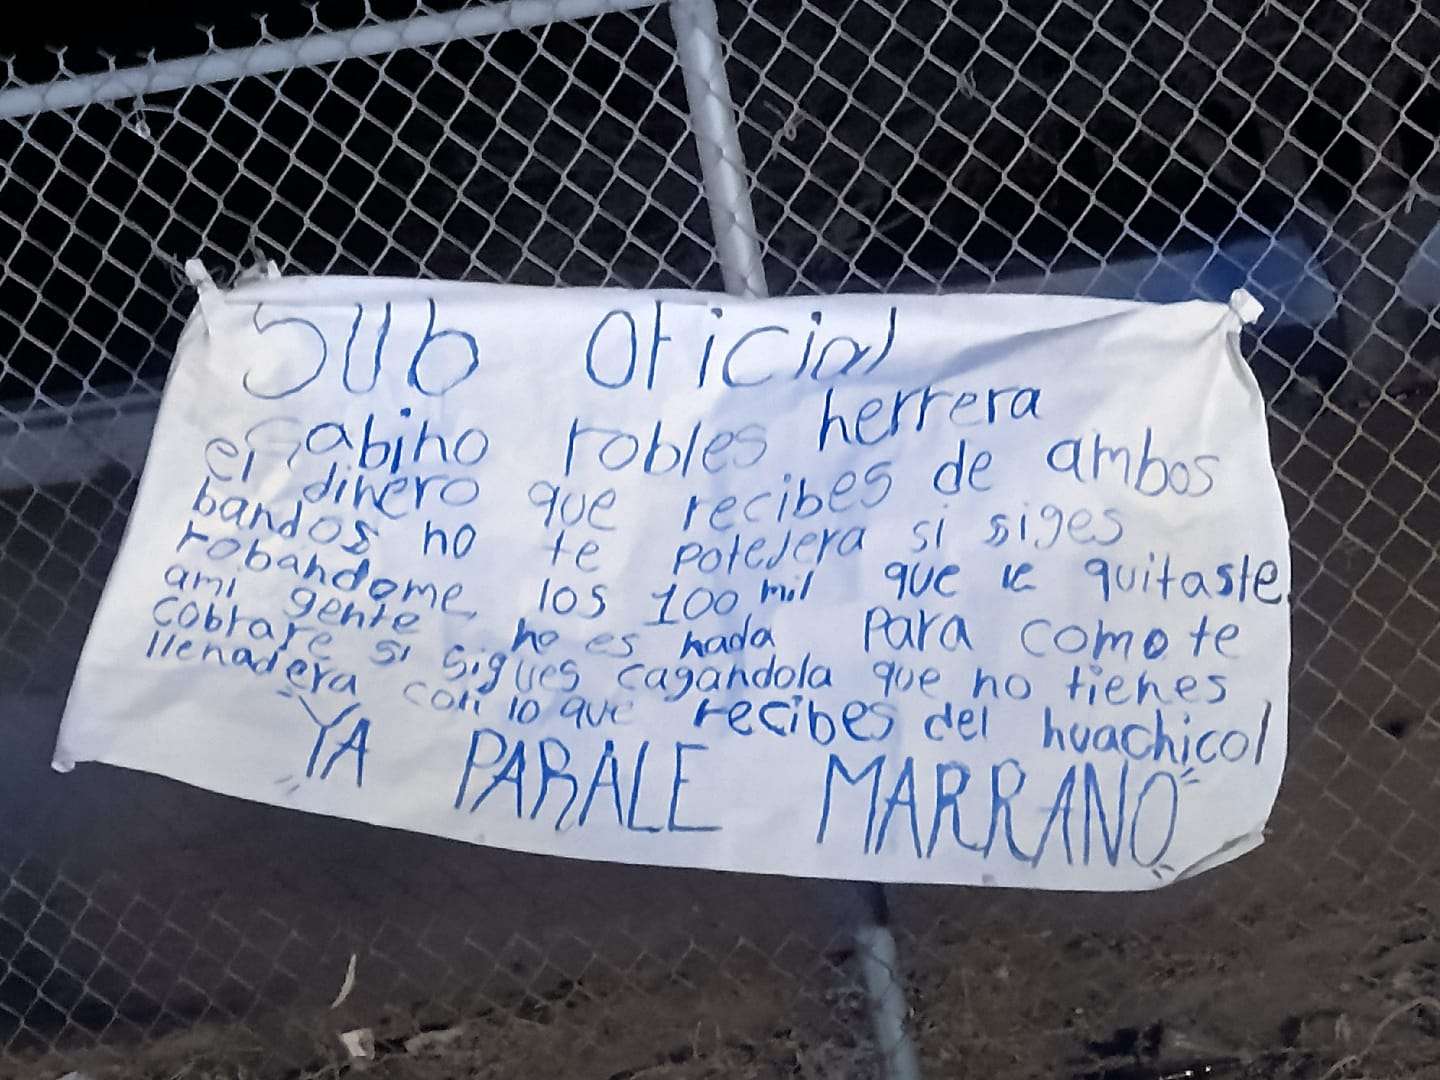 SUb Oficial
Gabino robles herrera
el dinero que recibes de ambos
bandos no te potejera si siges
robandome los 100 mil que le quitaste
ami gente no es nada para como te
cobrare si sigues cagandola que no tienes
llenadera con lo que recibes del huachicol
"YA PARALE MARRANO"